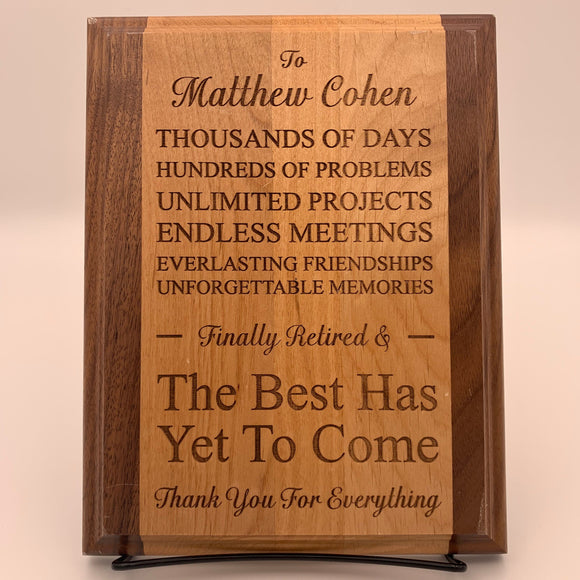 To
Matthew Cohen
THOUSANDS OF DAYS
HUNDREDS OF PROBLEMS
UNLIMITED PROJECTS
ENDLESS MEETINGS
EVERLASTING FRIENDSHIPS
UNFORGETTABLE MEMORIES
— Finally Retired & —
The Best Has
Yet To Come
Thank You For Everything